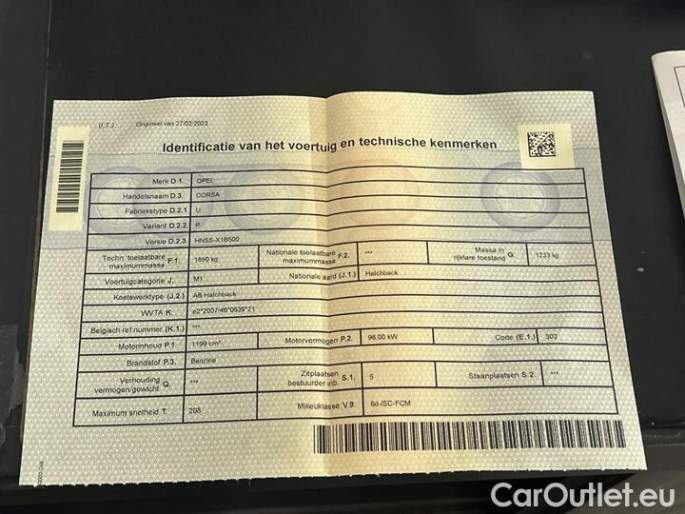 (J.T.) Origineel van 27/02/2023
Identificatie van het voertuig en technische kenmerken
Merk D.1. OPEL
Handelsnaam D.3. CORSA
Fabriekstype D.2.1 U
Variant D.2.2 P
Versie D.2.3 HNSS-X1B500
Techn. toelaatbare maximummassa F.1. 1650 kg Nationale toelaatbare maximummassa F.2. *** Massa in rijklare toestand G. 1233 kg
Voertuigcategorie J. M1 Nationale aard (J.1.) Hatchback
Koetswerktype (J.2.) AB Hatchback
WVTA K. e2*2007/46*0639*21
Belgisch ref nummer (K.1.) ***
Motorinhoud P.1. 1199 cm³ Motorvermogen P.2. 96,00 kW Code (E.1.) 302
Brandstof P.3. Benzine
Verhouding vermogen/gewicht Q. *** Zitplaatsen bestuurder inb. S.1. 5 Staanplaatsen S.2. ***
Maximum snelheid T. 208 Milieuklasse V.9. 6d-ISC-FCM
CarOutlet.eu